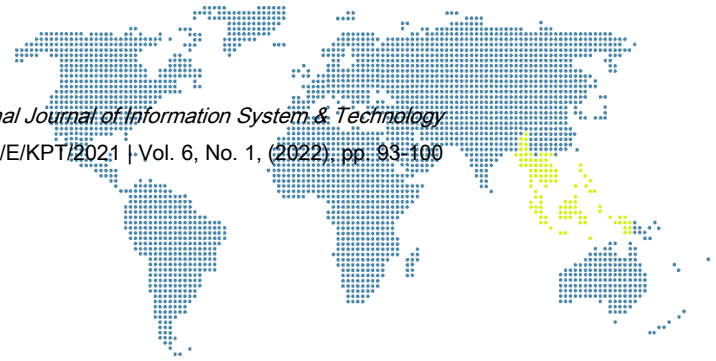 nal Journal of Information System & Technology
/E/KPT/2021 | Vol. 6, No. 1, (2022), pp. 93-100